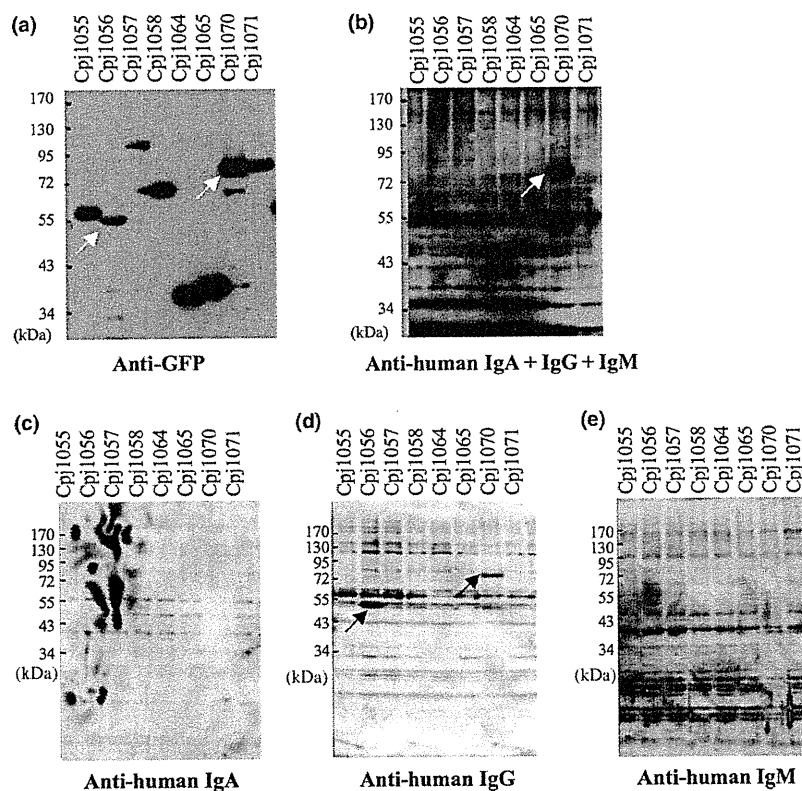 (a)
Cpj1055
Cpj1056
Cpj1057
Cpj1058
Cpj1064
Cpj1065
Cpj1070
Cpj1071
170
130
95
72
55
43
34
(kDa)
Anti-GFP
(b)
Cpj1055
Cpj1056
Cpj1057
Cpj1058
Cpj1064
Cpj1065
Cpj1070
Cpj1071
170
130
95
72
55
43
34
(kDa)
Anti-human IgA + IgG + IgM
(c)
Cpj1055
Cpj1056
Cpj1057
Cpj1058
Cpj1064
Cpj1065
Cpj1070
Cpj1071
170
130
95
72
55
43
34
(kDa)
Anti-human IgA
(d)
Cpj1055
Cpj1056
Cpj1057
Cpj1058
Cpj1064
Cpj1065
Cpj1070
Cpj1071
170
130
95
72
55
43
34
(kDa)
Anti-human IgG
(e)
Cpj1055
Cpj1056
Cpj1057
Cpj1058
Cpj1064
Cpj1065
Cpj1070
Cpj1071
170
130
95
72
55
43
34
(kDa)
Anti-human IgM